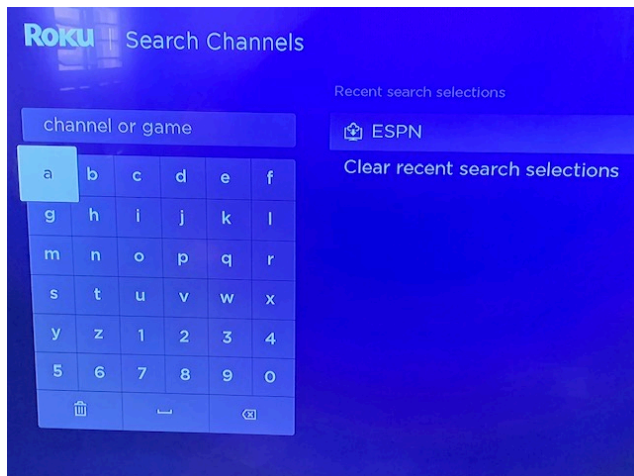 Roku Search Channels
Recent search selections
channel or game
ESPN
Clear recent search selections
a b c d e f
g h i j k l
m n o p q r
s t u v w x
y z 1 2 3 4
5 6 7 8 9 0